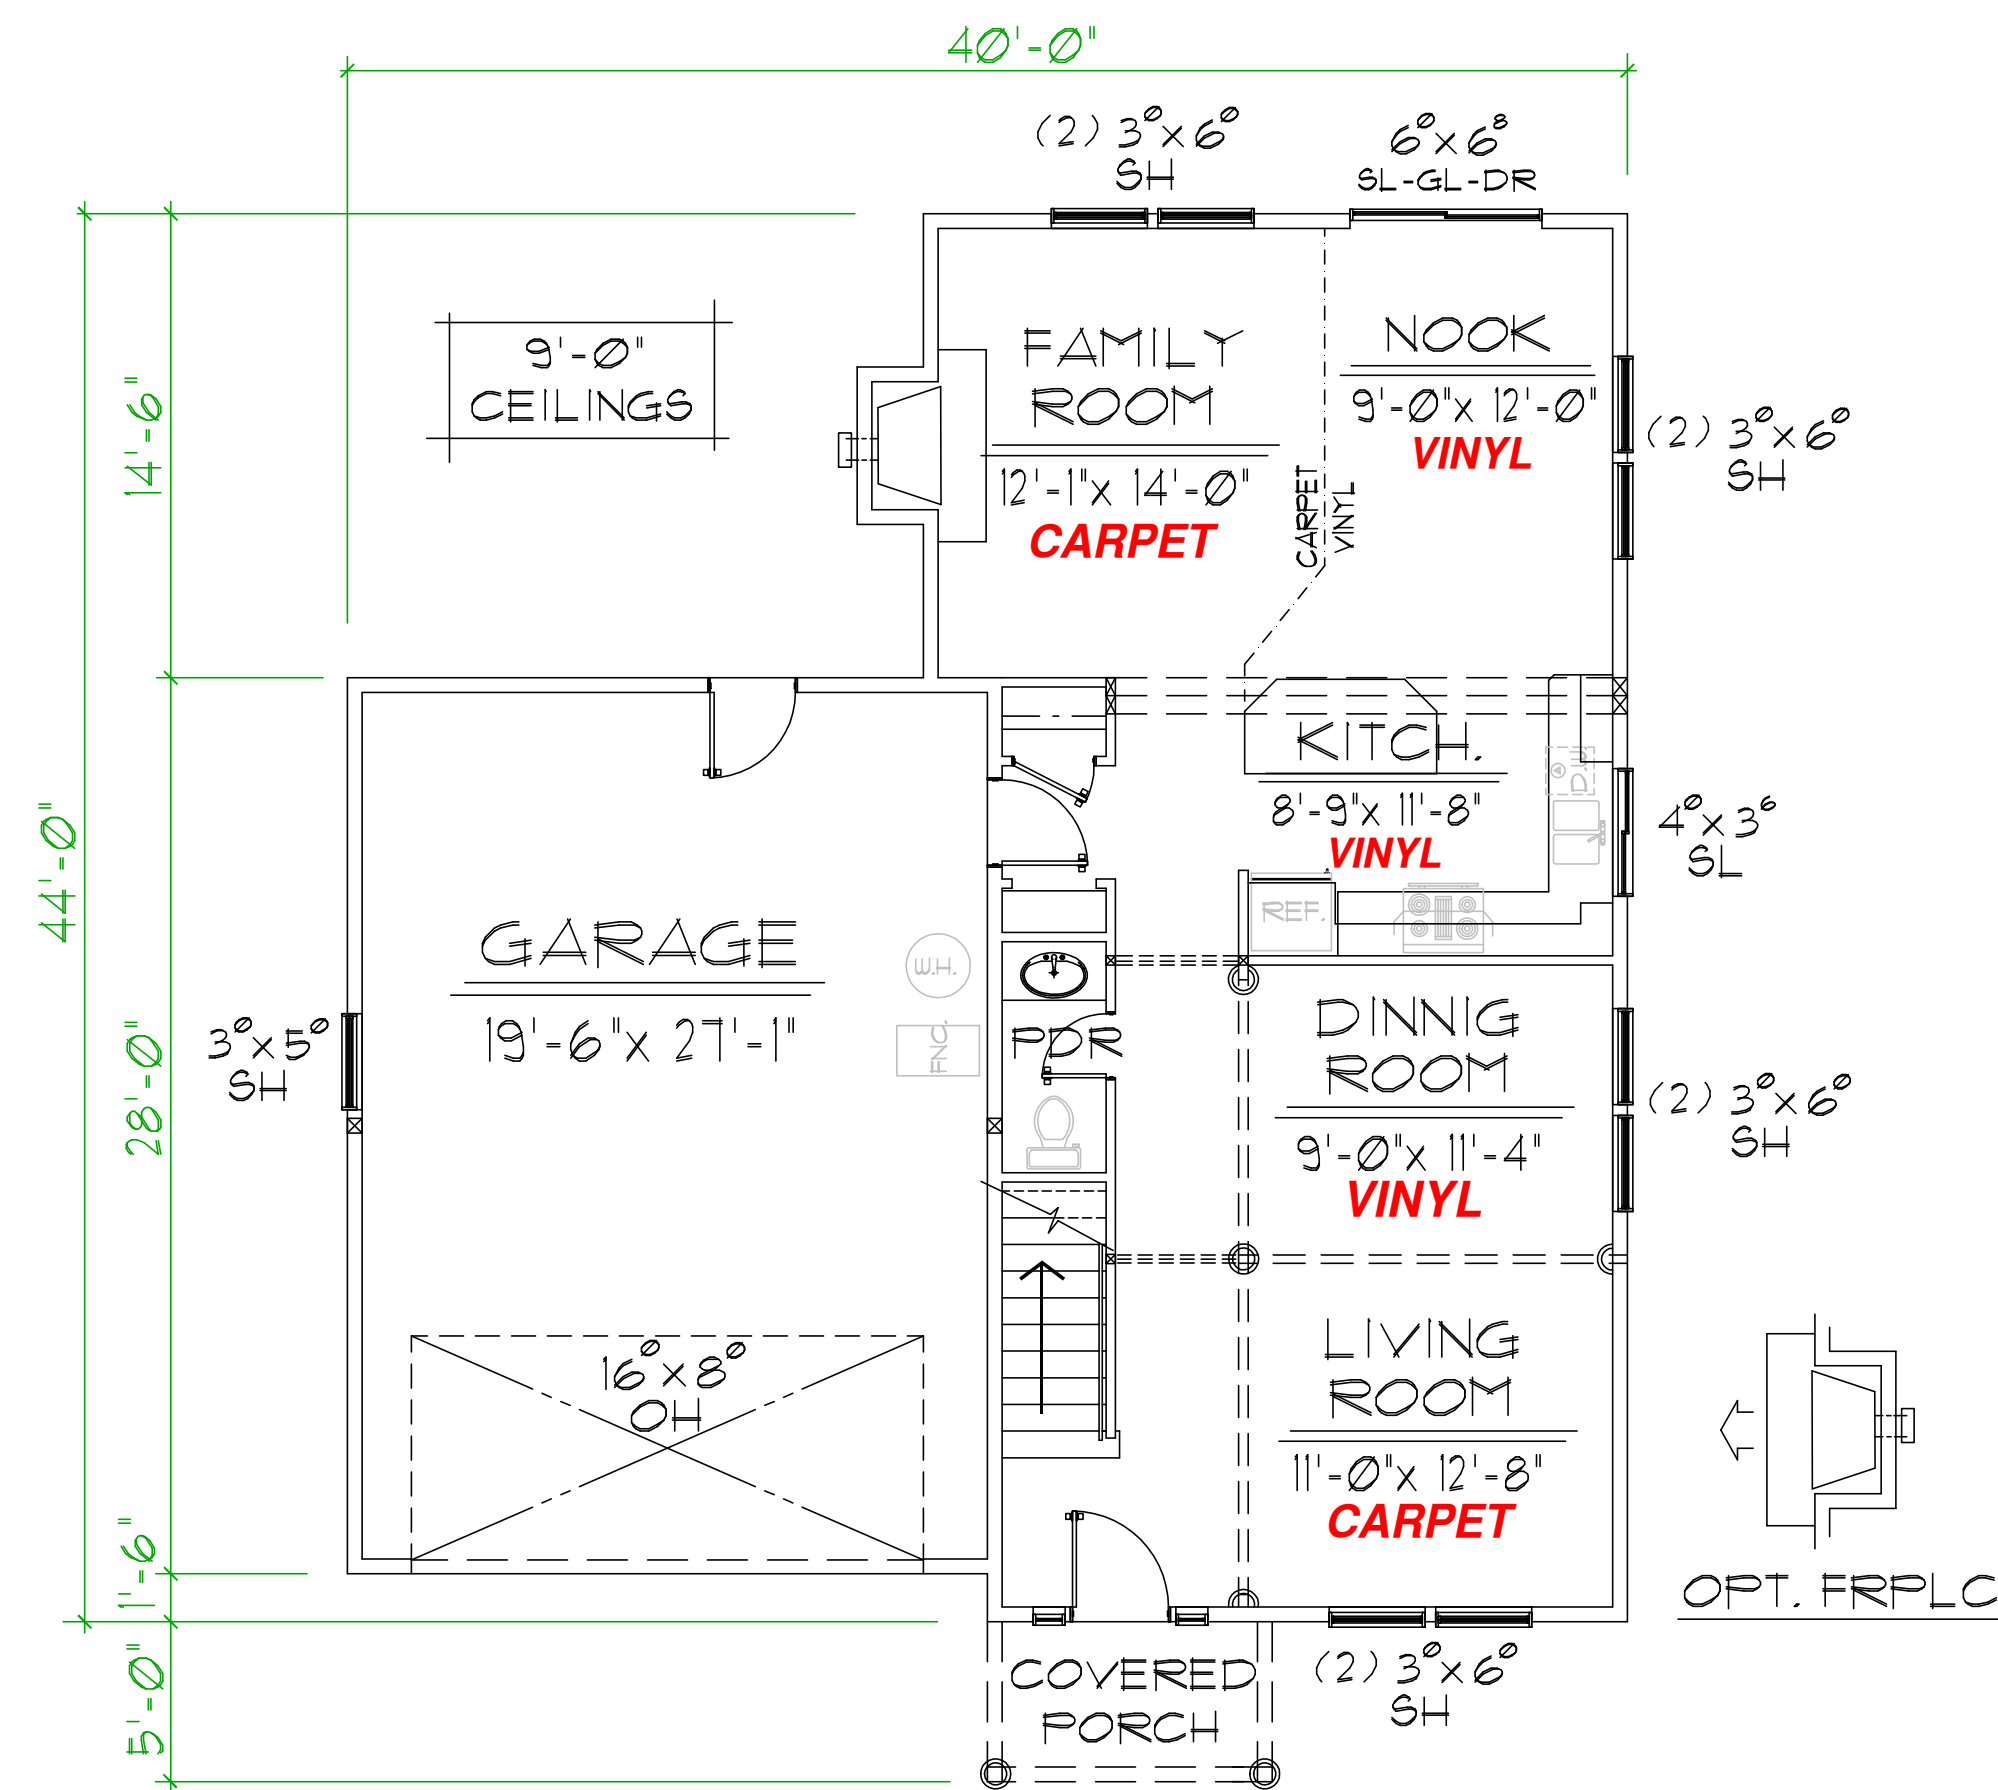 40'-0"
(2) 3⁰x6⁰
SH
6⁰x6⁸
SL-GL-DR
9'-0"
CEILINGS
14'-6"
FAMILY
ROOM
12'-1"x 14'-0"
CARPET
NOOK
9'-0"x 12'-0"
VINYL
CARPET
VINYL
(2) 3⁰x6⁰
SH
44'-0"
KITCH.
8'-9"x 11'-8"
VINYL
D.W.
4⁰x3⁶
SL
REF.
GARAGE
19'-6"x 27'-1"
W.H.
FNC.
PDR
3⁰x5⁰
SH
28'-0"
DINNIG
ROOM
9'-0"x 11'-4"
VINYL
(2) 3⁰x6⁰
SH
16⁰x8⁰
OH
LIVING
ROOM
11'-0"x 12'-8"
CARPET
1'-6"
OPT. FRPLC
5'-0"
COVERED
PORCH
(2) 3⁰x6⁰
SH